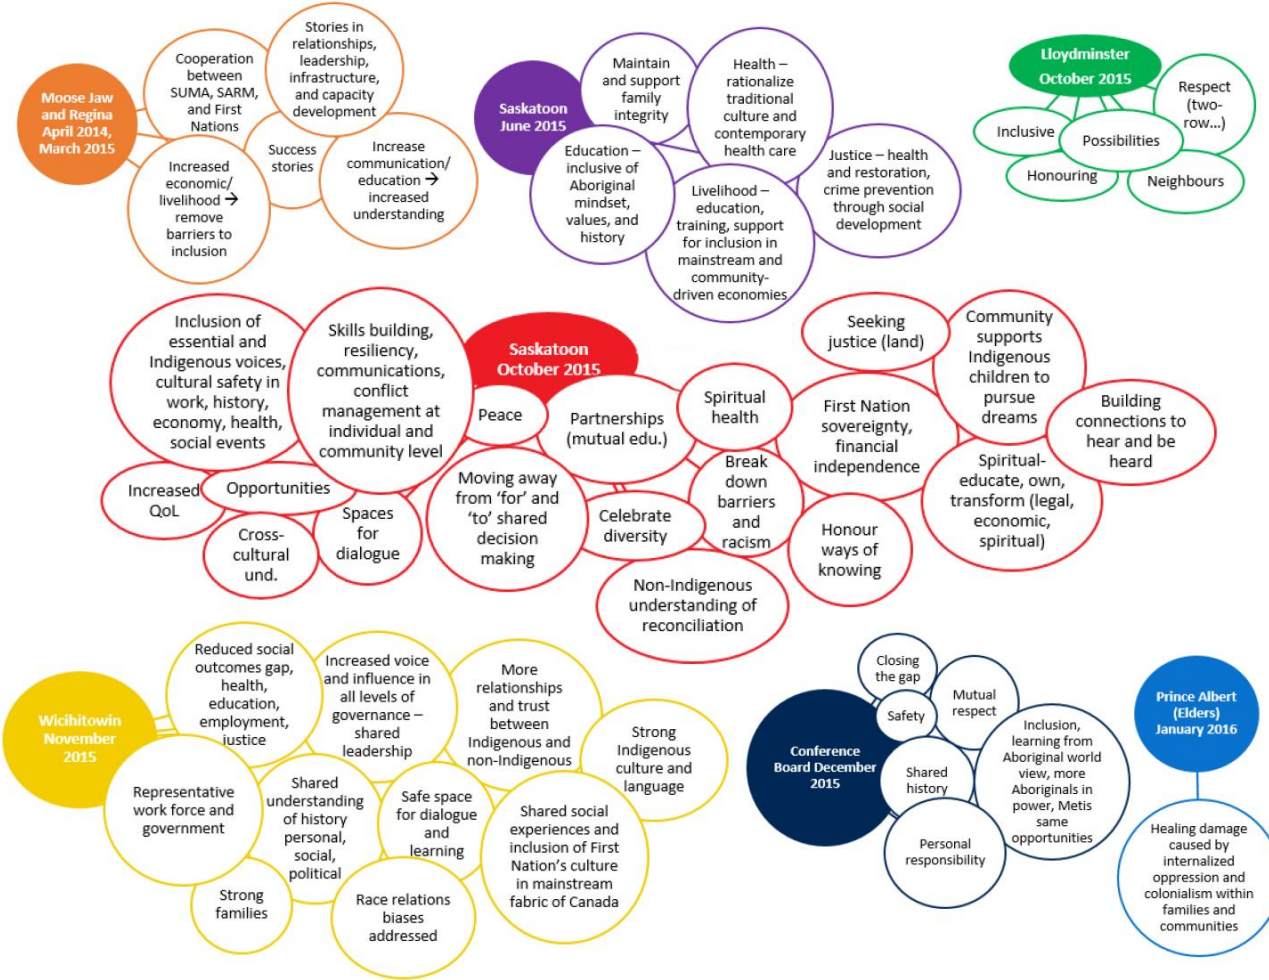 Moose Jaw
and Regina
April 2014,
March 2015
Cooperation
between
SUMA, SARM,
and First
Nations
Stories in
relationships,
leadership,
infrastructure,
and capacity
development
Success
stories
Increased
economic/
livelihood →
remove
barriers to
inclusion
Increase
communication/
education →
increased
understanding
Saskatoon
June 2015
Maintain
and support
family
integrity
Health –
rationalize
traditional
culture and
contemporary
health care
Education –
inclusive of
Aboriginal
mindset,
values, and
history
Livelihood –
education,
training, support
for inclusion in
mainstream and
community-
driven economies
Justice – health
and restoration,
crime prevention
through social
development
Lloydminster
October 2015
Respect
(two-
row...)
Inclusive
Possibilities
Honouring
Neighbours
Saskatoon
October 2015
Inclusion of
essential and
Indigenous voices,
cultural safety in
work, history,
economy, health,
social events
Skills building,
resiliency,
communications,
conflict
management at
individual and
community level
Peace
Partnerships
(mutual edu.)
Spiritual
health
Seeking
justice (land)
First Nation
sovereignty,
financial
independence
Community
supports
Indigenous
children to
pursue
dreams
Building
connections to
hear and be
heard
Increased
QoL
Opportunities
Cross-
cultural
und.
Spaces
for
dialogue
Moving away
from ‘for’ and
‘to’ shared
decision
making
Celebrate
diversity
Break
down
barriers
and
racism
Non-Indigenous
understanding of
reconciliation
Honour
ways of
knowing
Spiritual-
educate, own,
transform (legal,
economic,
spiritual)
Wicihitowin
November
2015
Reduced social
outcomes gap,
health,
education,
employment,
justice
Increased voice
and influence in
all levels of
governance –
shared
leadership
More
relationships
and trust
between
Indigenous and
non-Indigenous
Strong
Indigenous
culture and
language
Representative
work force and
government
Shared
understanding
of history
personal,
social,
political
Safe space
for dialogue
and
learning
Shared social
experiences and
inclusion of First
Nation’s culture
in mainstream
fabric of Canada
Strong
families
Race relations
biases
addressed
Conference
Board December
2015
Closing
the gap
Safety
Mutual
respect
Shared
history
Inclusion,
learning from
Aboriginal world
view, more
Aboriginals in
power, Metis
same
opportunities
Personal
responsibility
Prince Albert
(Elders)
January 2016
Healing damage
caused by
internalized
oppression and
colonialism within
families and
communities